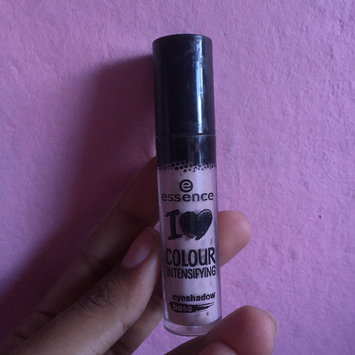 essence
I
COLOUR
INTENSIFYING
eyeshadow
base